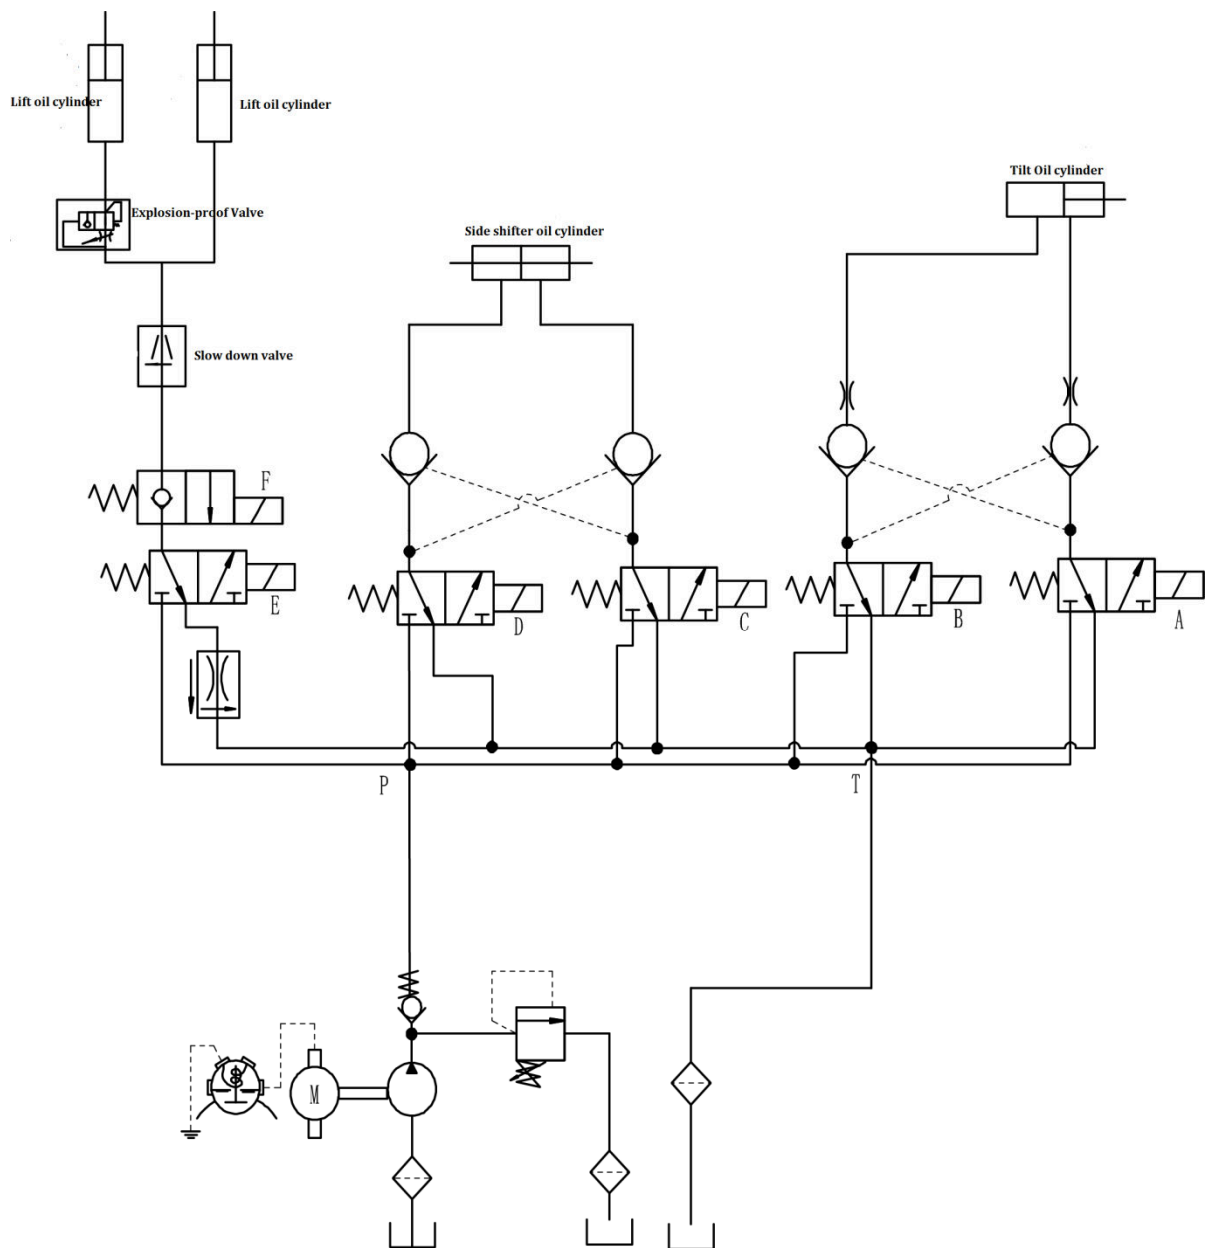 Lift oil cylinder
Lift oil cylinder
Explosion-proof Valve
Tilt Oil cylinder
Side shifter oil cylinder
Slow down valve
F
E
D
C
B
A
P
T
M